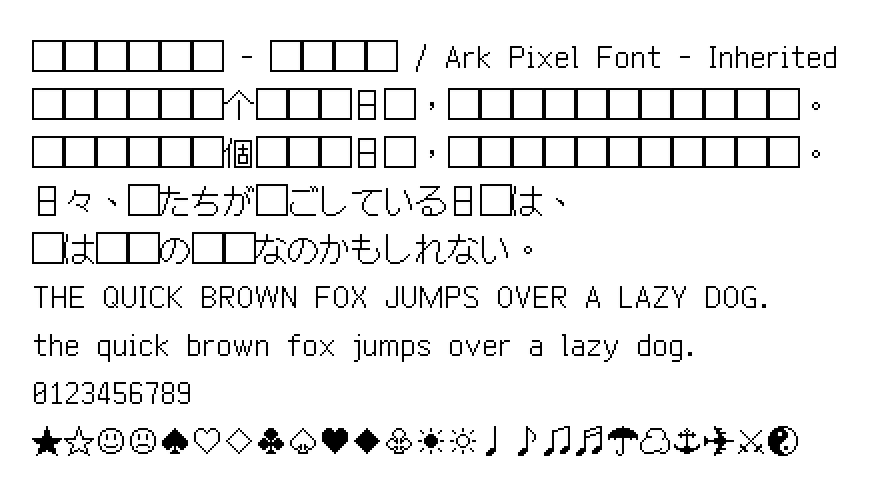 □□□□□□ - □□□□ / Ark Pixel Font - Inherited
□□□□□□个□□□日□，□□□□□□□□□□□。
□□□□□□個□□□日□，□□□□□□□□□□□。
日々、□たちが□ごしている日□は、
□は□□の□□なのかもしれない。
THE QUICK BROWN FOX JUMPS OVER A LAZY DOG.
the quick brown fox jumps over a lazy dog.
0123456789
★☆☺☹♠♡♢♣♤♥♦♧☀☼♩♪♫♬☂☁⚓✈⚔☯